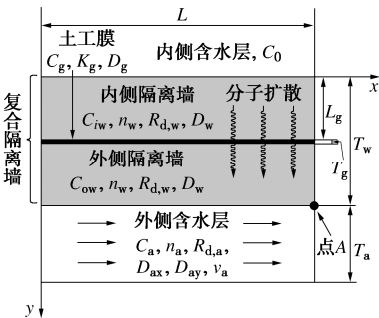 L
土工膜
Cg, Kg, Dg
内侧含水层, C0
x
复合隔离墙
内侧隔离墙
Ciw, nw, Rd,w, Dw
分子扩散
Lg
Tw
外侧隔离墙
Cow, nw, Rd,w, Dw
Tg
外侧含水层
Ca, na, Rd,a,
Dax, Day, va
点A
Ta
y